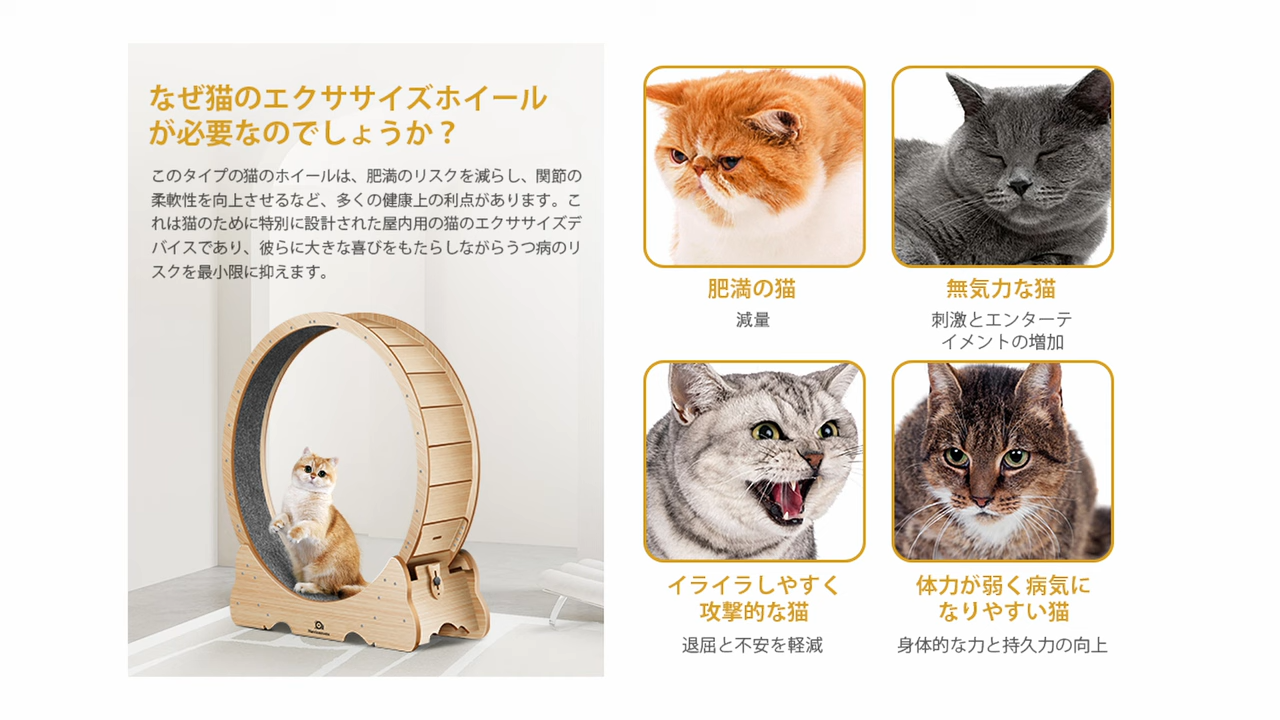 なぜ猫のエクササイズホイール
が必要なのでしょうか？
このタイプの猫のホイールは、肥満のリスクを減らし、関節の
柔軟性を向上させるなど、多くの健康上の利点があります。こ
れは猫のために特別に設計された屋内用の猫のエクササイズデ
バイスであり、彼らに大きな喜びをもたらしながらうつ病のリ
スクを最小限に抑えます。
肥満の猫
減量
無気力な猫
刺激とエンターテ
イメントの増加
イライラしやすく
攻撃的な猫
退屈と不安を軽減
体力が弱く病気に
なりやすい猫
身体的な力と持久力の向上